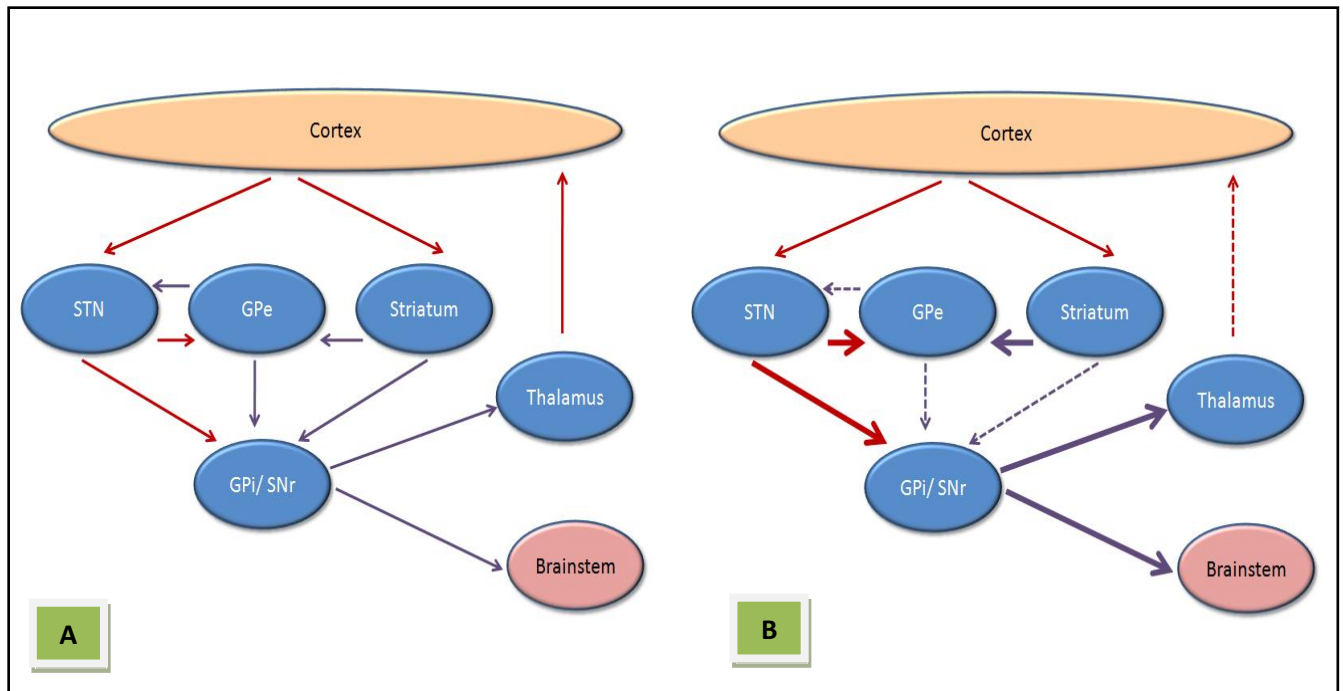 Cortex
STN
GPe
Striatum
Thalamus
GPi/ SNr
Brainstem
A
Cortex
STN
GPe
Striatum
Thalamus
GPi/ SNr
Brainstem
B